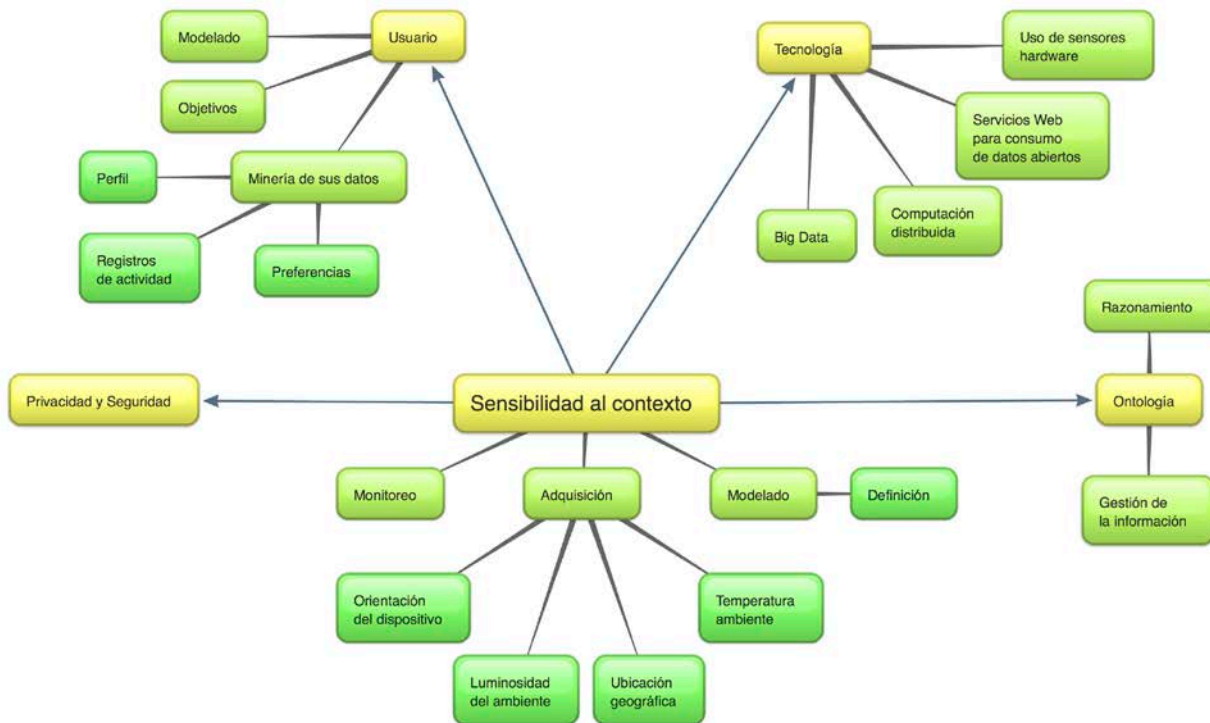 Modelado
Usuario
Objetivos
Perfil
Minería de sus datos
Registros
de actividad
Preferencias
Tecnología
Uso de sensores
hardware
Servicios Web
para consumo
de datos abiertos
Computación
distribuida
Big Data
Razonamiento
Privacidad y Seguridad
Sensibilidad al contexto
Ontología
Monitoreo
Adquisición
Modelado
Definición
Gestión de
la información
Orientación
del dispositivo
Temperatura
ambiente
Luminosidad
del ambiente
Ubicación
geográfica